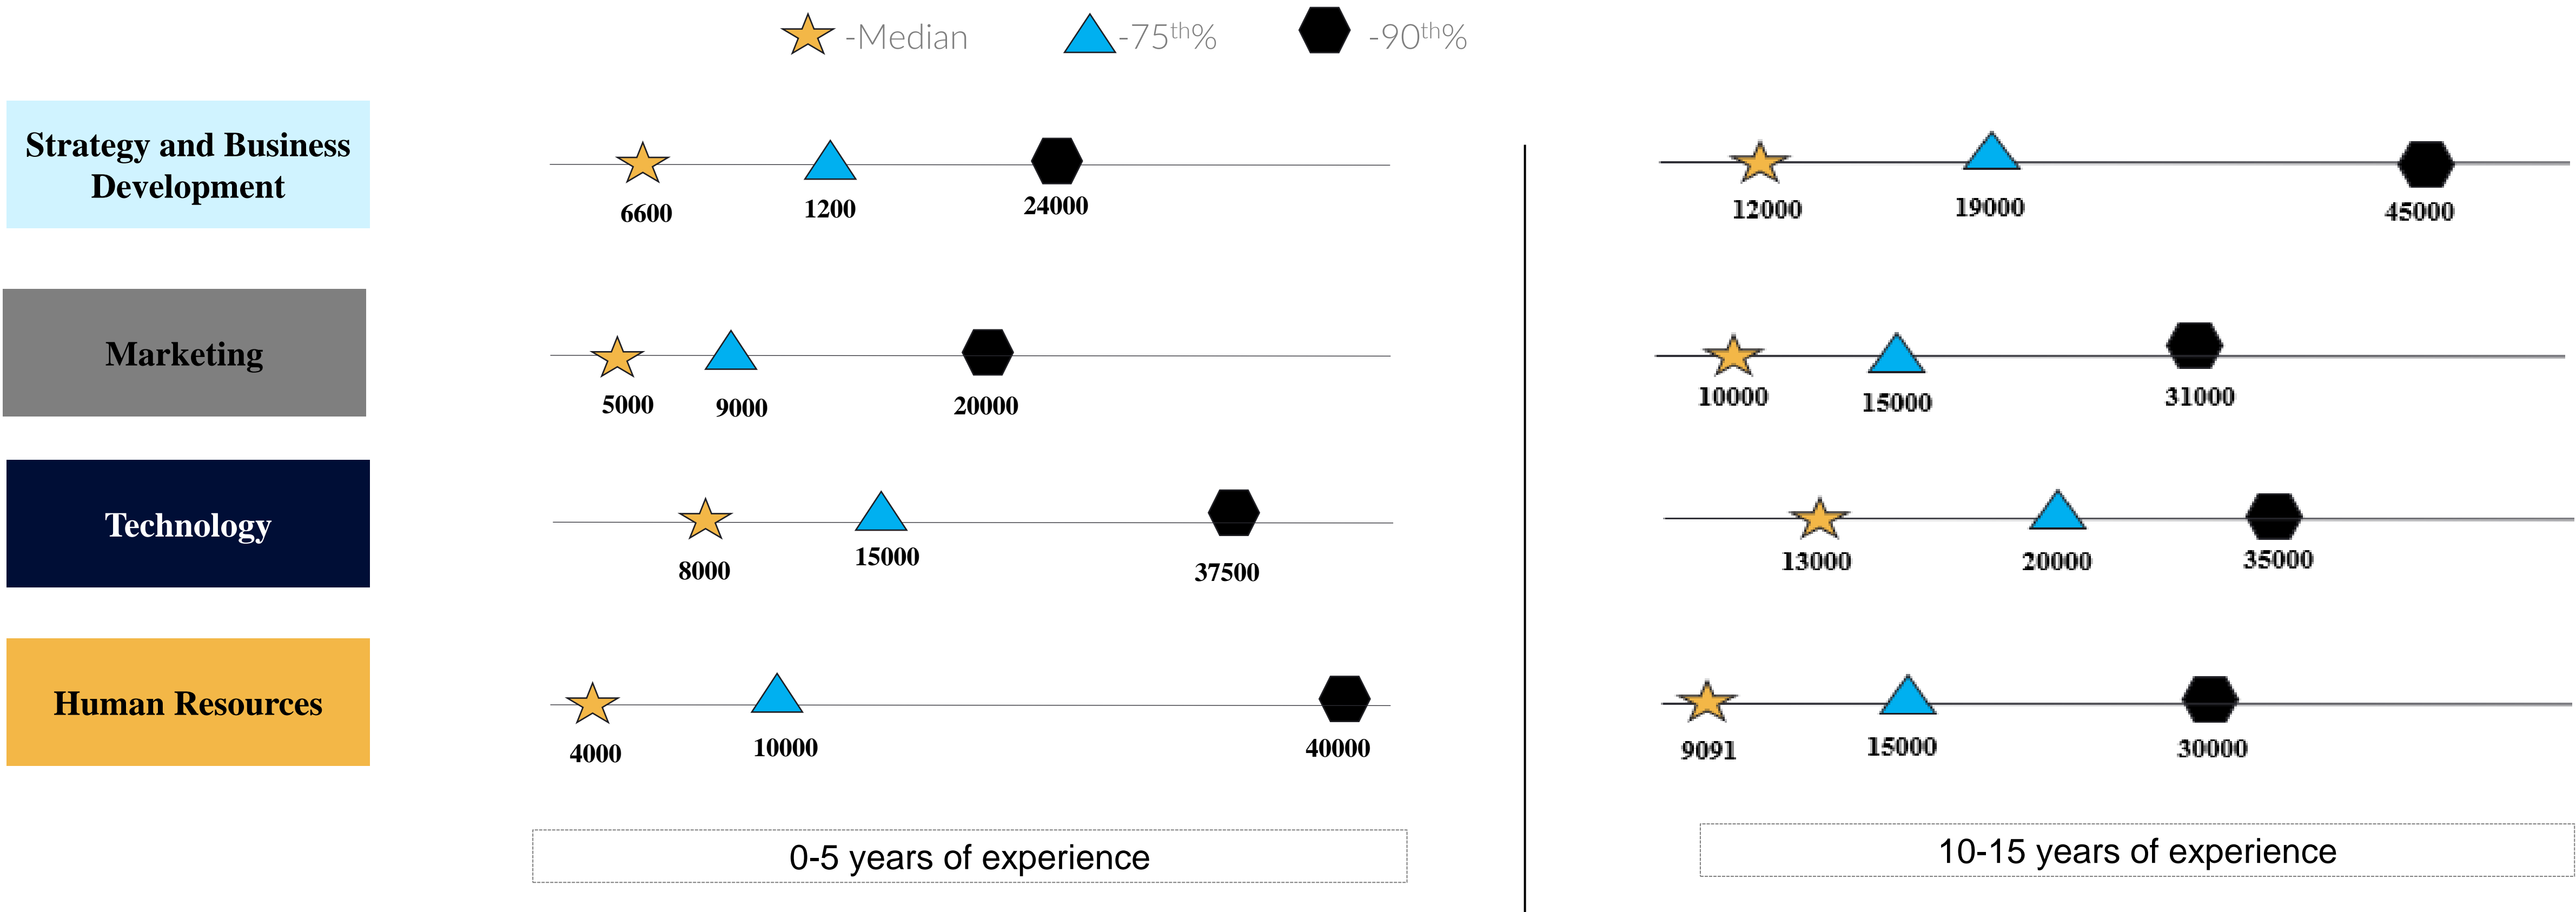 -Median -75th% -90th%
Strategy and Business
Development
6600 1200 24000 12000 19000 45000
Marketing
5000 9000 20000 10000 15000 31000
Technology
8000 15000 37500 13000 20000 35000
Human Resources
4000 10000 40000 9091 15000 30000
0-5 years of experience 10-15 years of experience